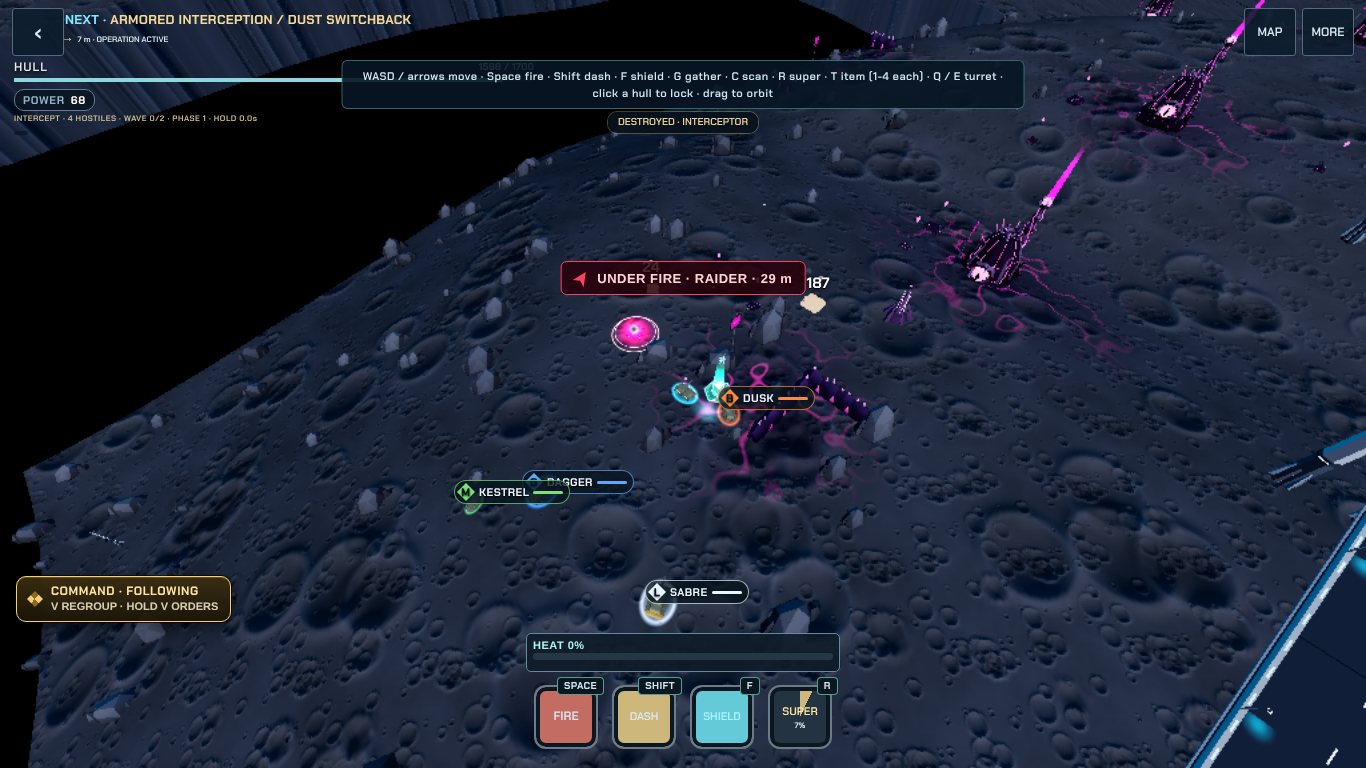 ‹
NEXT · ARMORED INTERCEPTION / DUST SWITCHBACK
→ 7 m · OPERATION ACTIVE
MAP
MORE
HULL
1598 / 1700
WASD / arrows move · Space fire · Shift dash · F shield · G gather · C scan · R super · T item (1-4 each) · Q / E turret ·
click a hull to lock · drag to orbit
POWER 68
INTERCEPT · 4 HOSTILES · WAVE 0/2 · PHASE 1 · HOLD 0.0s
DESTROYED · INTERCEPTOR
24
UNDER FIRE · RAIDER · 29 m
187
DUSK
DAGGER
M KESTREL
L SABRE
COMMAND · FOLLOWING
V REGROUP · HOLD V ORDERS
HEAT 0%
SPACE
SHIFT
F
R
FIRE
DASH
SHIELD
SUPER
7%